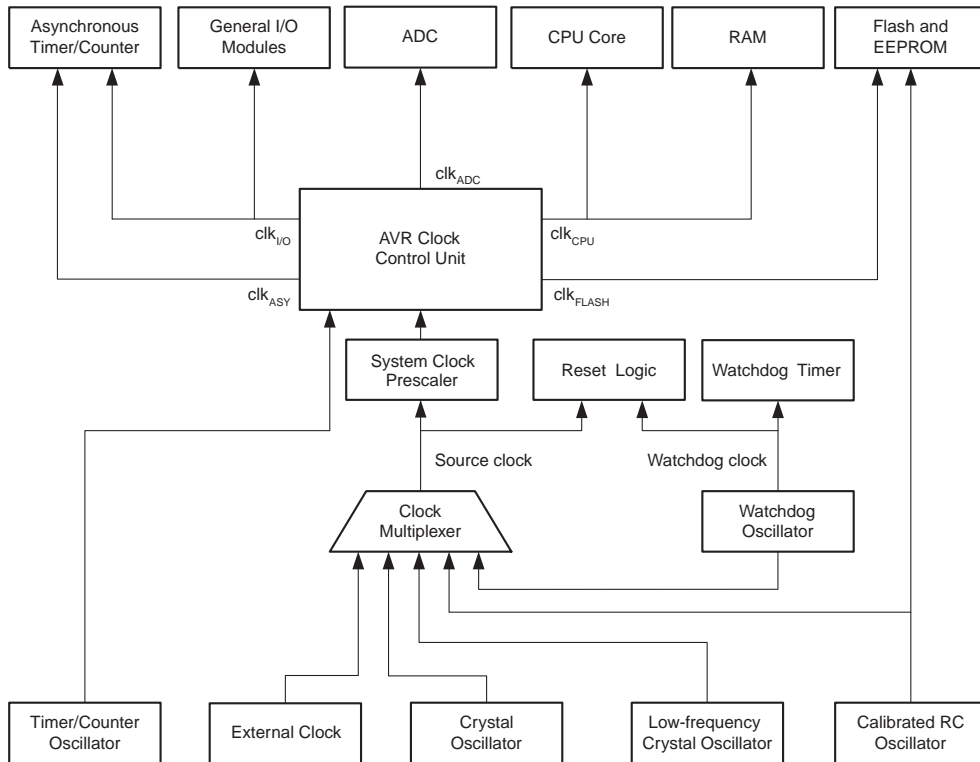 Asynchronous
Timer/Counter
General I/O
Modules
ADC
CPU Core
RAM
Flash and
EEPROM
clkADC
clkI/O
AVR Clock
Control Unit
clkCPU
clkASY
clkFLASH
System Clock
Prescaler
Reset Logic
Watchdog Timer
Source clock
Watchdog clock
Clock
Multiplexer
Watchdog
Oscillator
Timer/Counter
Oscillator
External Clock
Crystal
Oscillator
Low-frequency
Crystal Oscillator
Calibrated RC
Oscillator